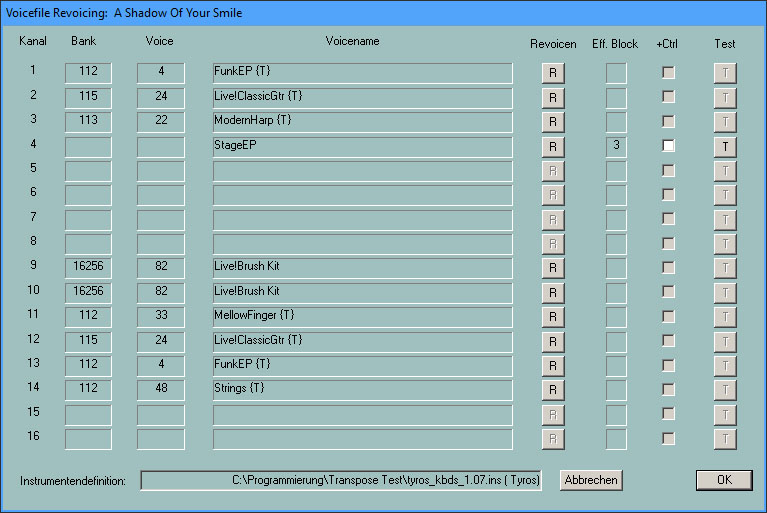 Voicefile Revoicing:  A Shadow Of Your Smile
Kanal Bank Voice Voicename Revoicen Eff. Block +Ctrl Test
1 112 4 FunkEP {T} R T
2 115 24 Live!ClassicGtr {T} R T
3 113 22 ModernHarp {T} R T
4 StageEP R 3 T
5 R T
6 R T
7 R T
8 R T
9 16256 82 Live!Brush Kit R T
10 16256 82 Live!Brush Kit R T
11 112 33 MellowFinger {T} R T
12 115 24 Live!ClassicGtr {T} R T
13 112 4 FunkEP {T} R T
14 112 48 Strings {T} R T
15 R T
16 R T
Instrumentendefinition: C:\Programmierung\Transpose Test\tyros_kbds_1.07.ins ( Tyros) Abbrechen OK